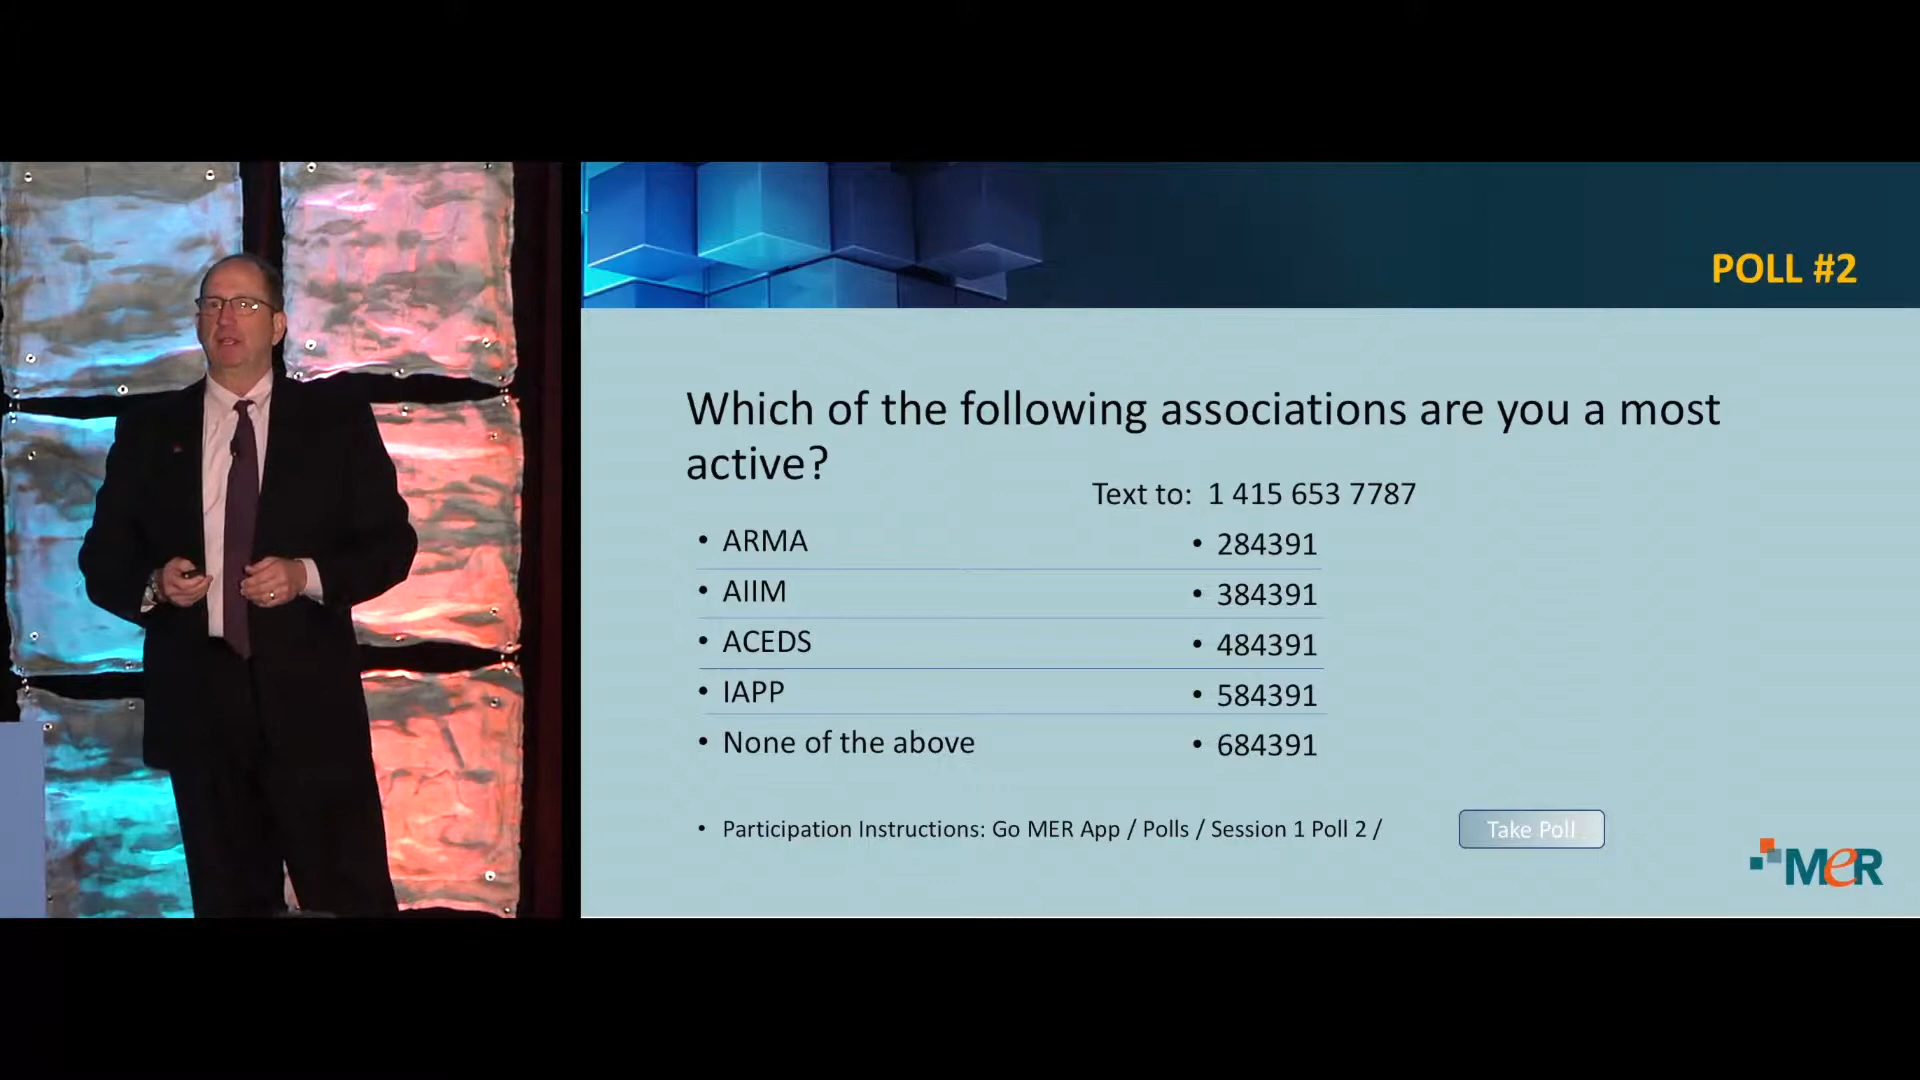 POLL #2
Which of the following associations are you a most
active?
Text to: 1 415 653 7787
• ARMA • 284391
• AIIM • 384391
• ACEDS • 484391
• IAPP • 584391
• None of the above • 684391
• Participation Instructions: Go MER App / Polls / Session 1 Poll 2 /
Take Poll
MeR